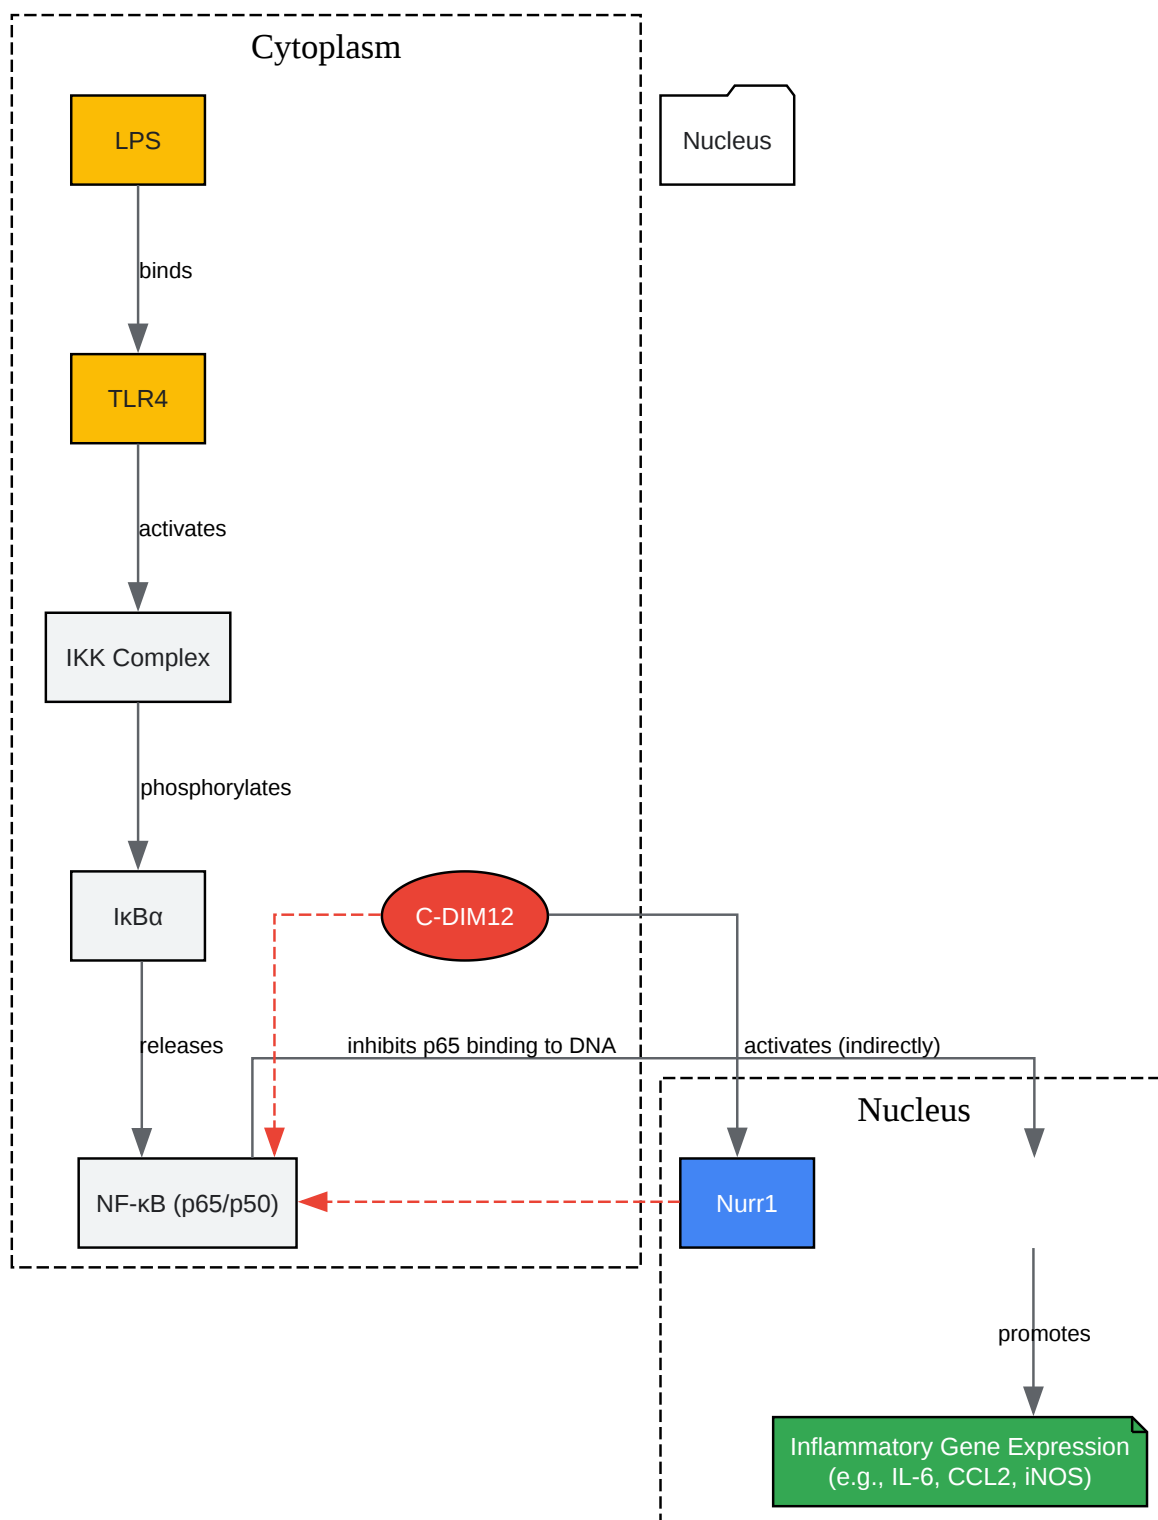 Cytoplasm
LPS
Nucleus
binds
TLR4
activates
IKK Complex
phosphorylates
IκBα
C-DIM12
releases
inhibits p65 binding to DNA
activates (indirectly)
Nucleus
NF-κB (p65/p50)
Nurr1
promotes
Inflammatory Gene Expression
(e.g., IL-6, CCL2, iNOS)